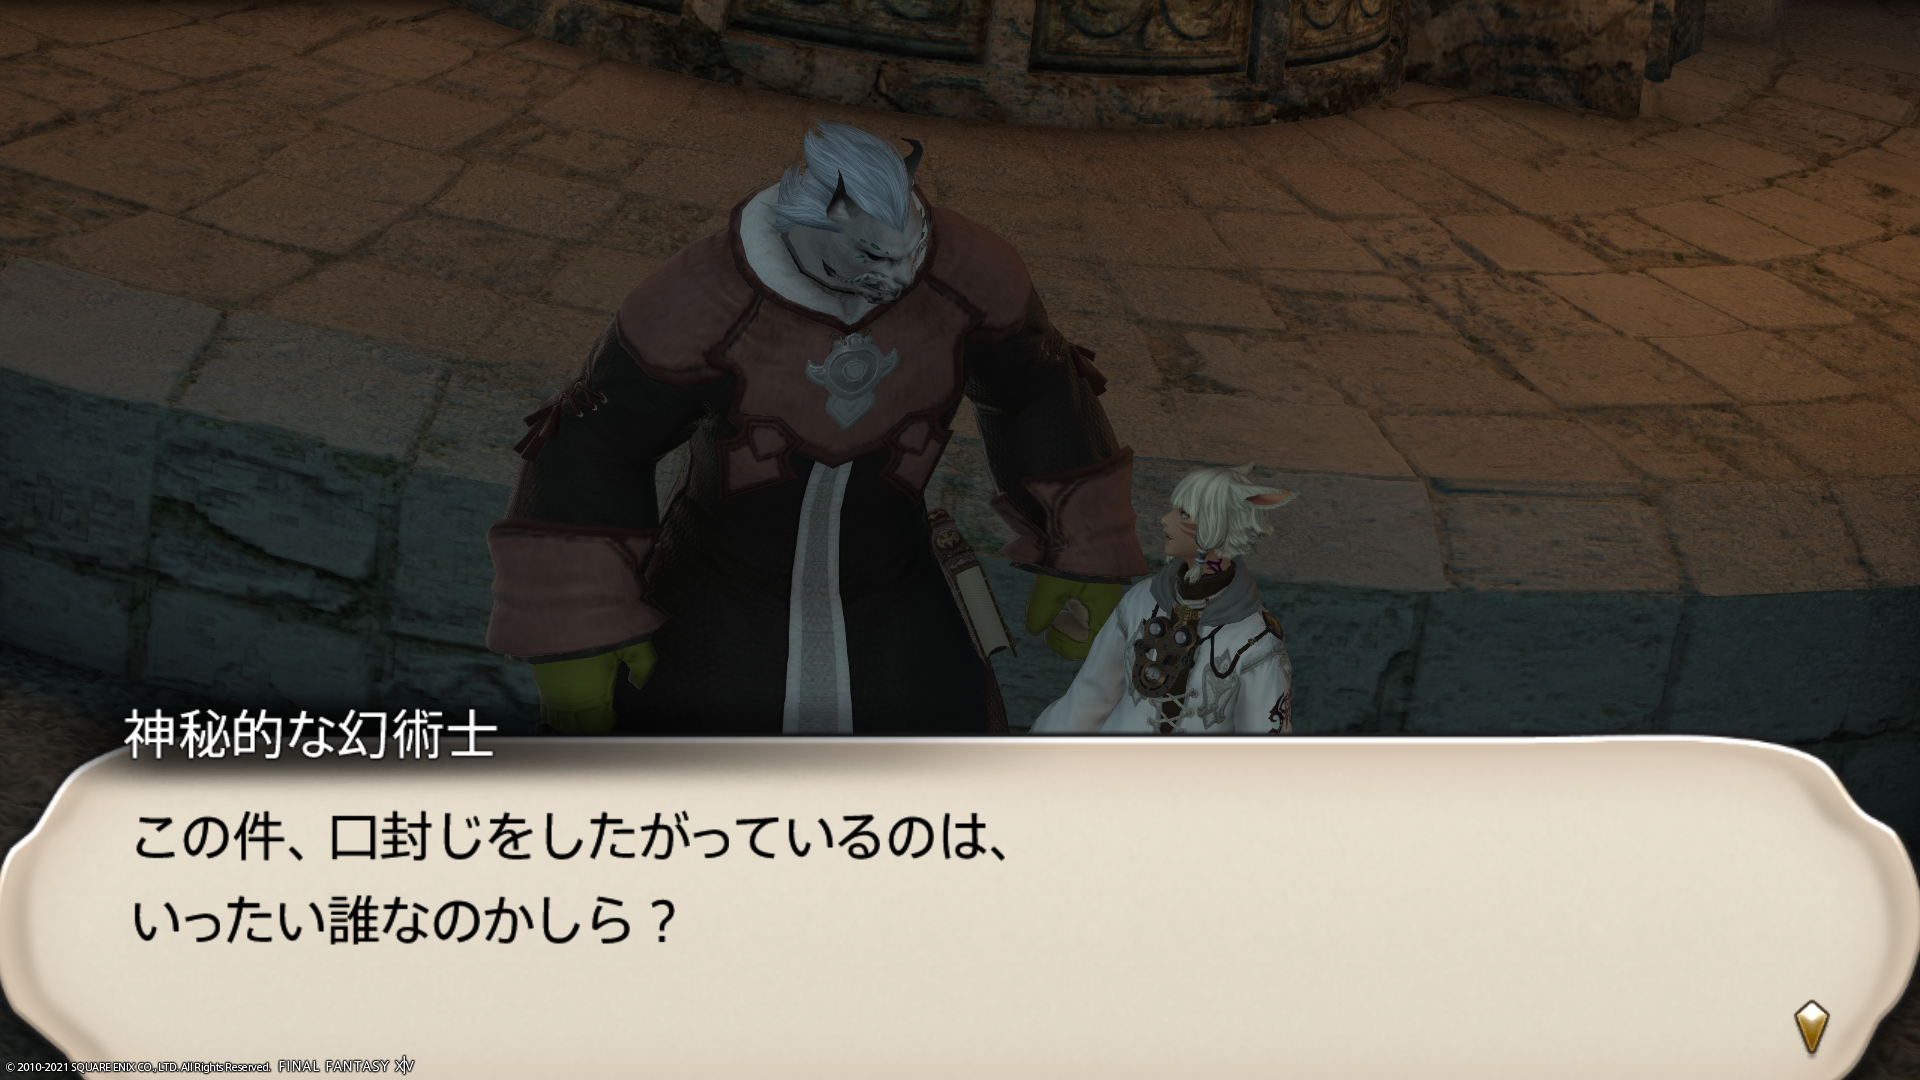 神秘的な幻術士
この件、口封じをしたがっているのは、
いったい誰なのかしら？
© 2010-2021 SQUARE ENIX CO., LTD. All Rights Reserved. FINAL FANTASY XIV